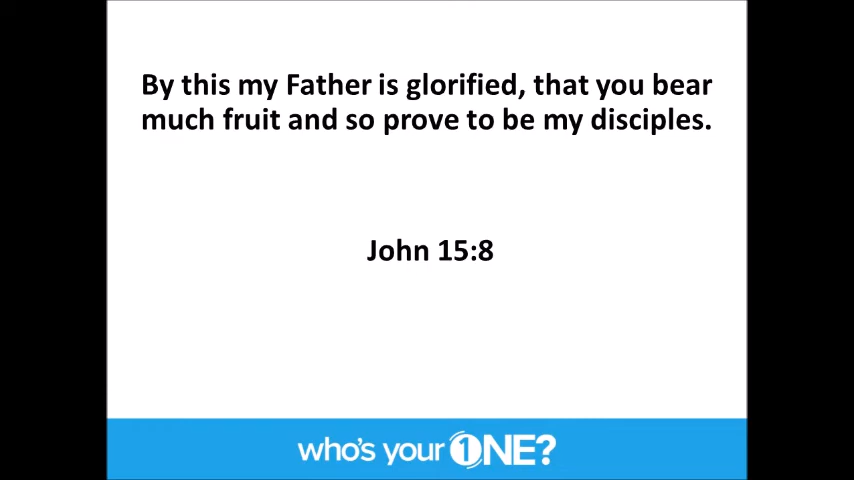 By this my Father is glorified, that you bear
much fruit and so prove to be my disciples.
John 15:8
who's your ONE?